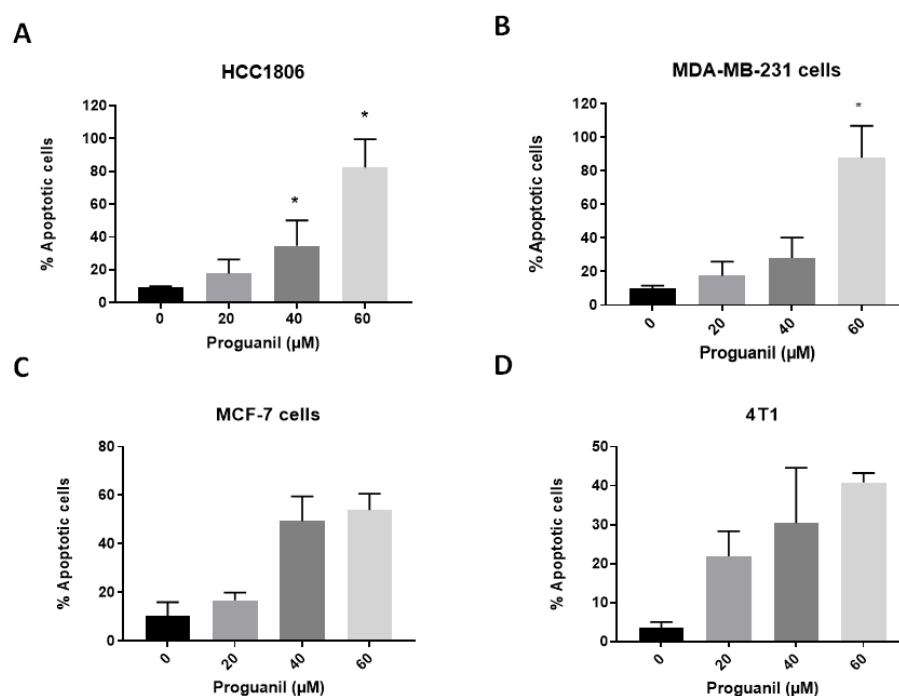 A
HCC1806
*
*
120
100
80
60
40
20
0
% Apoptotic cells
0 20 40 60
Proguanil (µM)
B
MDA-MB-231 cells
*
120
100
80
60
40
20
0
% Apoptotic cells
0 20 40 60
Proguanil (µM)
C
MCF-7 cells
80
60
40
20
0
% Apoptotic cells
0 20 40 60
Proguanil (µM)
D
4T1
50
40
30
20
10
0
% Apoptotic cells
0 20 40 60
Proguanil (µM)